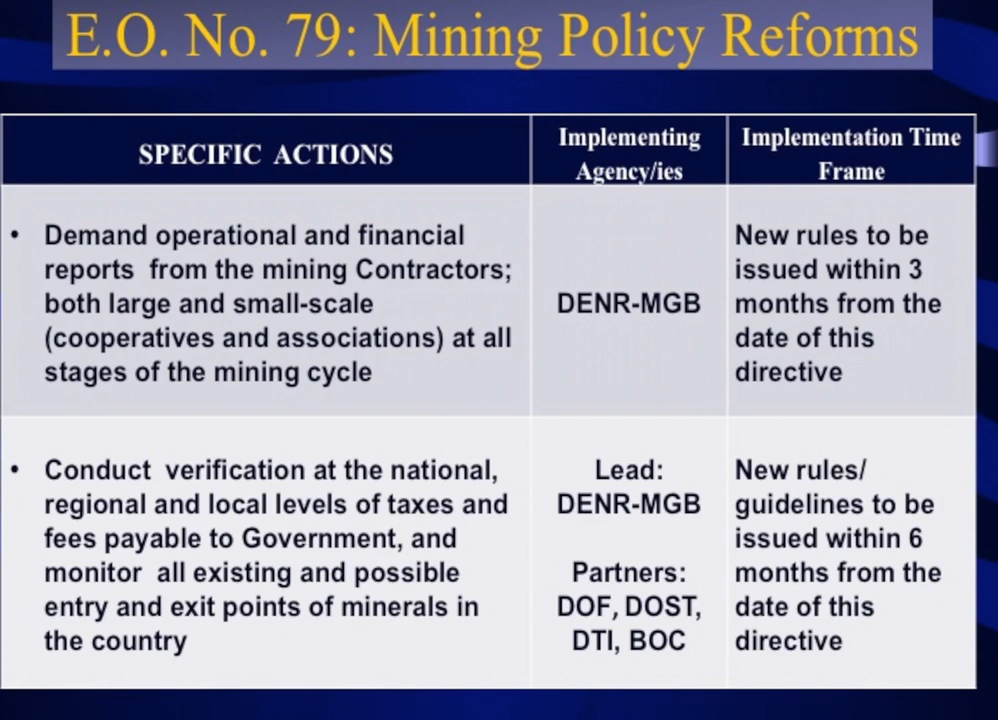 E.O. No. 79: Mining Policy Reforms
SPECIFIC ACTIONS
Implementing
Agency/ies
Implementation Time
Frame
• Demand operational and financial
reports from the mining Contractors;
both large and small-scale
(cooperatives and associations) at all
stages of the mining cycle
DENR-MGB
New rules to be
issued within 3
months from the
date of this
directive
• Conduct verification at the national,
regional and local levels of taxes and
fees payable to Government, and
monitor all existing and possible
entry and exit points of minerals in
the country
Lead:
DENR-MGB
Partners:
DOF, DOST,
DTI, BOC
New rules/
guidelines to be
issued within 6
months from the
date of this
directive